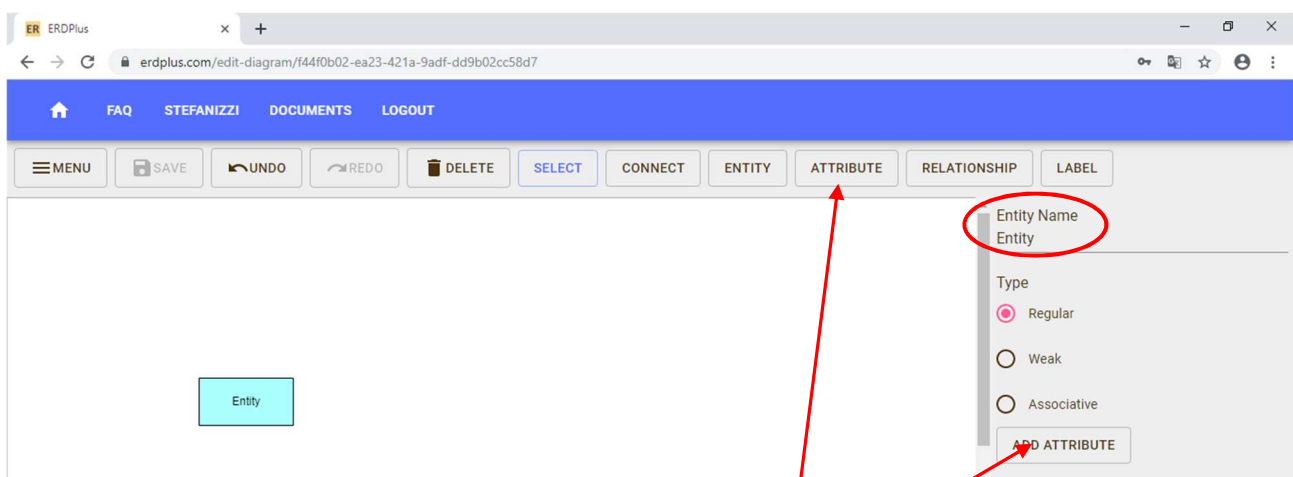 ER ERDPlus
erdplus.com/edit-diagram/f44f0b02-ea23-421a-9adf-dd9b02cc58d7
FAQ STEFANIZZI DOCUMENTS LOGOUT
MENU SAVE UNDO REDO DELETE SELECT CONNECT ENTITY ATTRIBUTE RELATIONSHIP LABEL
Entity Name
Entity
Type
Regular
Weak
Entity
Associative
ADD ATTRIBUTE